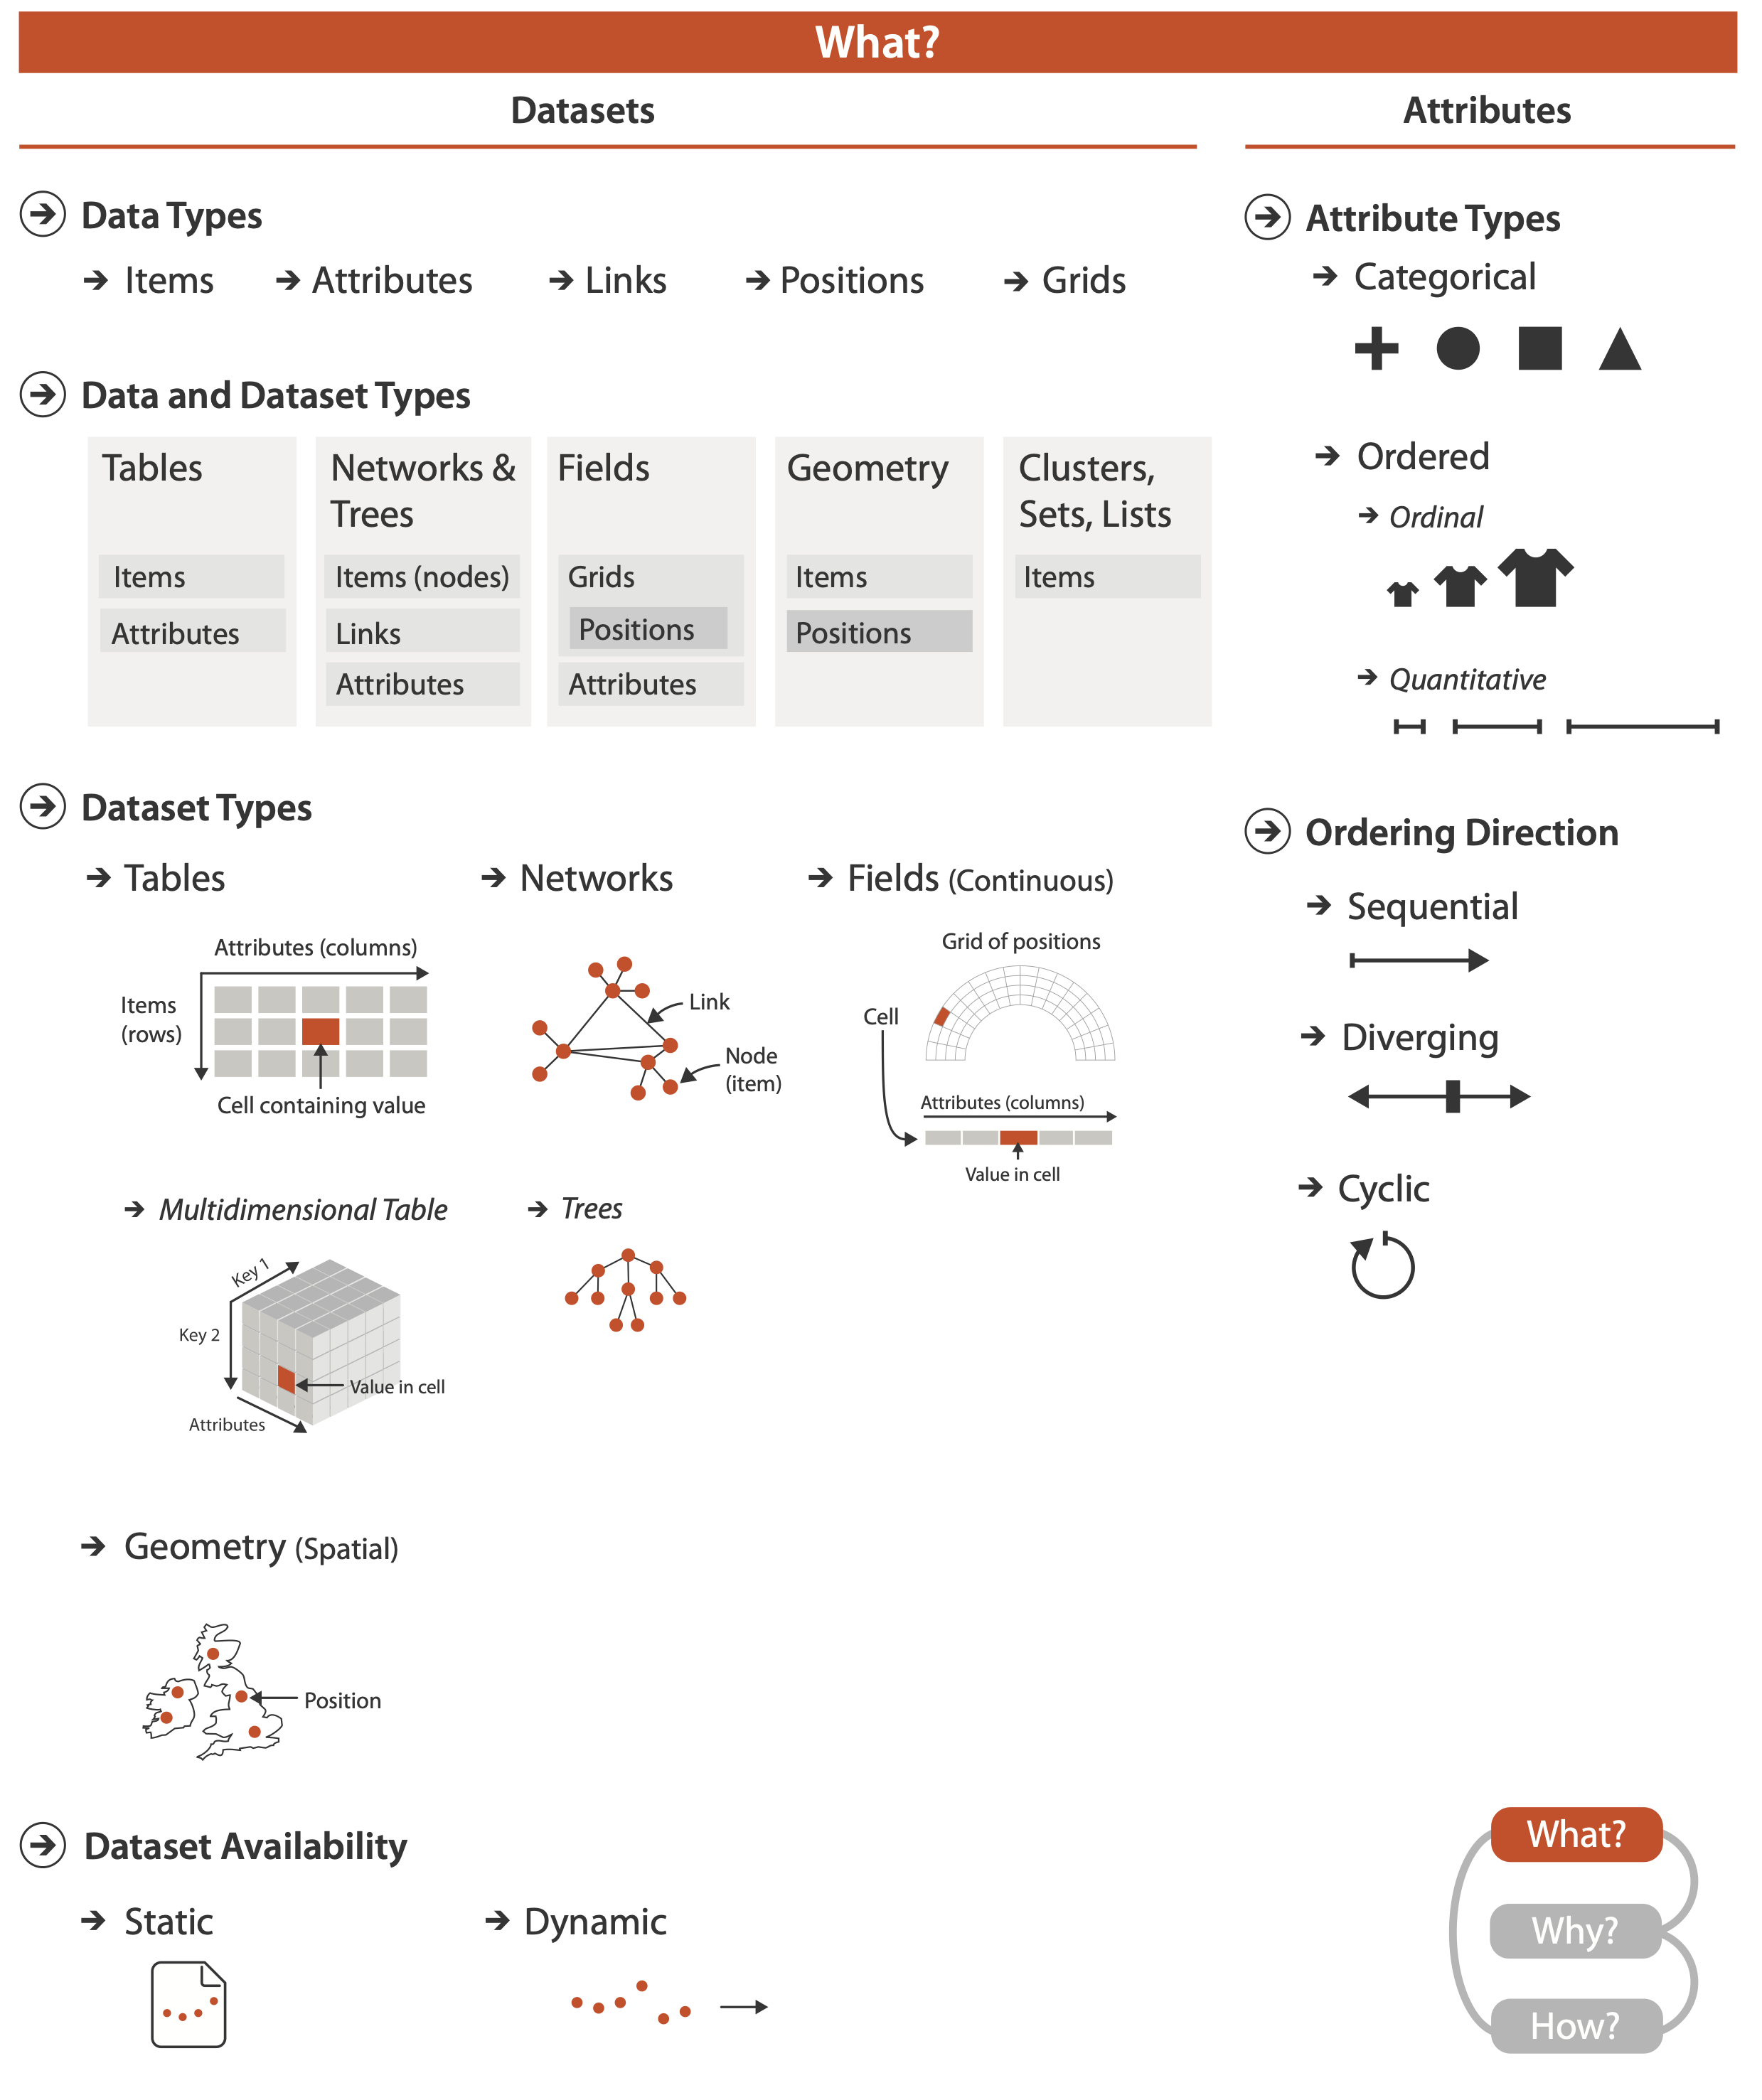 What?
Datasets
Attributes
Data Types
Items
Attributes
Links
Positions
Grids
Data and Dataset Types
Tables
Items
Attributes
Networks &
Trees
Items (nodes)
Links
Attributes
Fields
Grids
Positions
Attributes
Geometry
Items
Positions
Clusters,
Sets, Lists
Items
Dataset Types
Tables
Attributes (columns)
Items
(rows)
Cell containing value
Networks
Link
Node
(item)
Fields (Continuous)
Grid of positions
Cell
Attributes (columns)
Value in cell
Multidimensional Table
Key 1
Key 2
Value in cell
Attributes
Trees
Geometry (Spatial)
Position
Dataset Availability
Static
Dynamic
Attribute Types
Categorical
Ordered
Ordinal
Quantitative
Ordering Direction
Sequential
Diverging
Cyclic
What?
Why?
How?